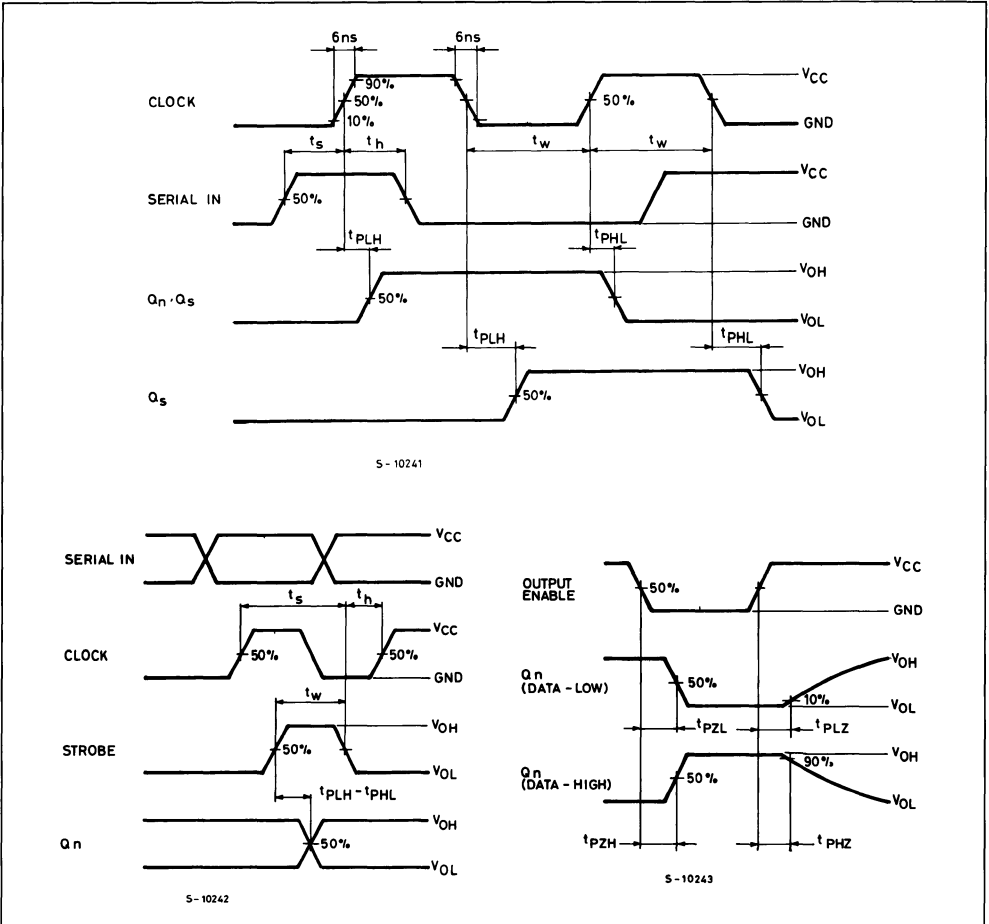 6ns
6ns
90%
VCC
CLOCK
50%
50%
10%
GND
ts
th
tw
tw
VCC
SERIAL IN
50%
GND
tPLH
tPHL
VOH
Qn, Qs
50%
VOL
tPLH
tPHL
VOH
Qs
50%
VOL
S-10241
SERIAL IN
VCC
GND
ts
th
VCC
CLOCK
50%
50%
GND
tw
VOH
STROBE
50%
VOL
tPLH-tPHL
VOH
Qn
50%
VOL
S-10242
VCC
OUTPUT
ENABLE
50%
GND
VOH
Qn
(DATA-LOW)
50%
10%
VOL
tPZL
tPLZ
VOH
90%
Qn
(DATA-HIGH)
50%
VOL
tPZH
tPHZ
S-10243